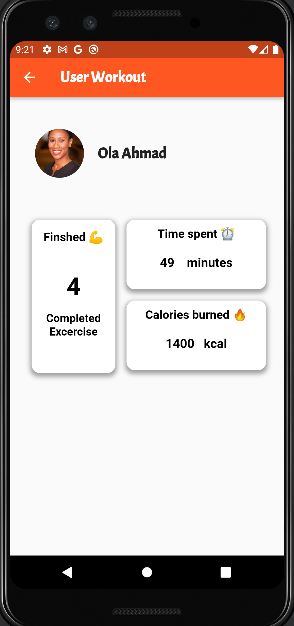 9:21
User Workout
Ola Ahmad
Finshed 💪
4
Completed
Excercise
Time spent ⏰
49 minutes
Calories burned 🔥
1400 kcal